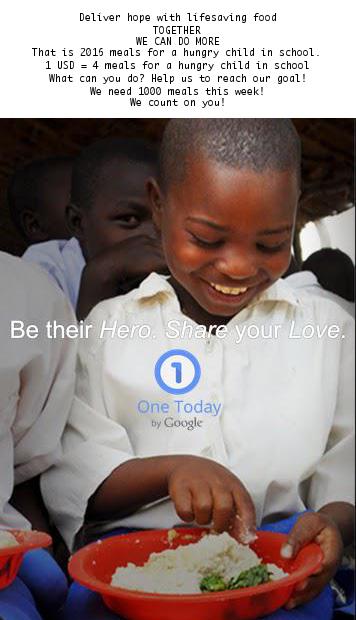 Deliver hope with lifesaving food
TOGETHER
WE CAN DO MORE
That is 2016 meals for a hungry child in school.
1 USD = 4 meals for a hungry child in school
What can you do? Help us to reach our goal!
We need 1000 meals this week!
We count on you!
Be their Hero. Share your Love.
1
One Today
by Google